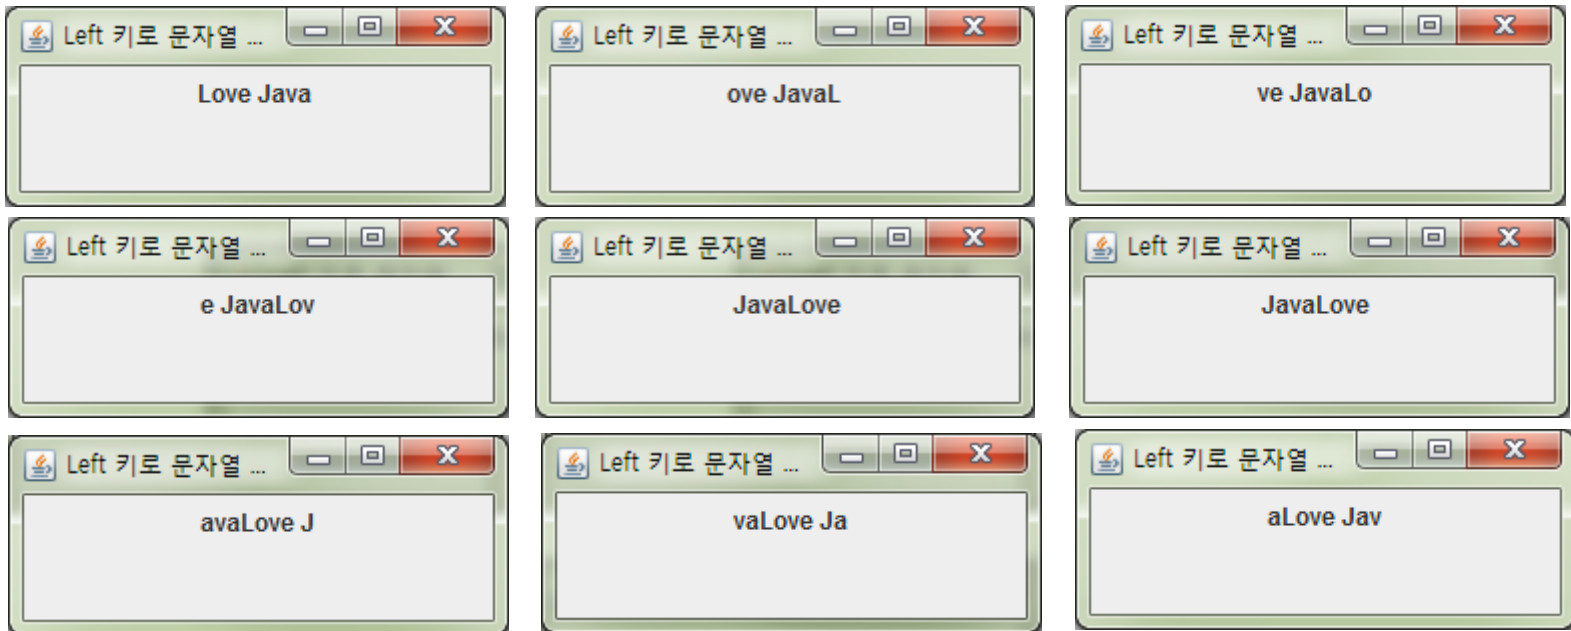 Left 키로 문자열 ...
Love Java
Left 키로 문자열 ...
ove JavaL
Left 키로 문자열 ...
ve JavaLo
Left 키로 문자열 ...
e JavaLov
Left 키로 문자열 ...
JavaLove
Left 키로 문자열 ...
JavaLove
Left 키로 문자열 ...
avaLove J
Left 키로 문자열 ...
vaLove Ja
Left 키로 문자열 ...
aLove Jav